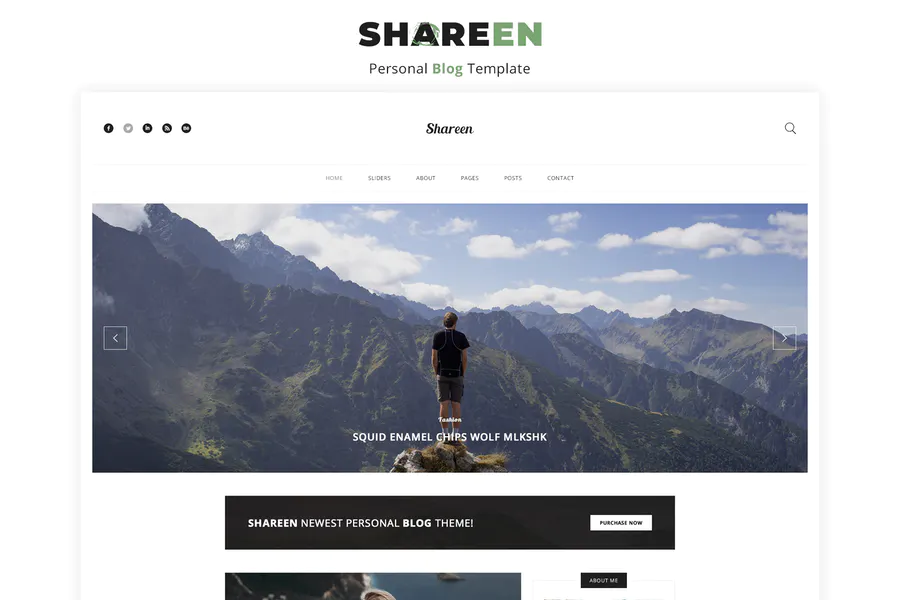 SHAREEN
Personal Blog Template
Shareen
HOME SLIDERS ABOUT PAGES POSTS CONTACT
Fashion
SQUID ENAMEL CHIPS WOLF MLKSHK
SHAREEN NEWEST PERSONAL BLOG THEME!
PURCHASE NOW
ABOUT ME